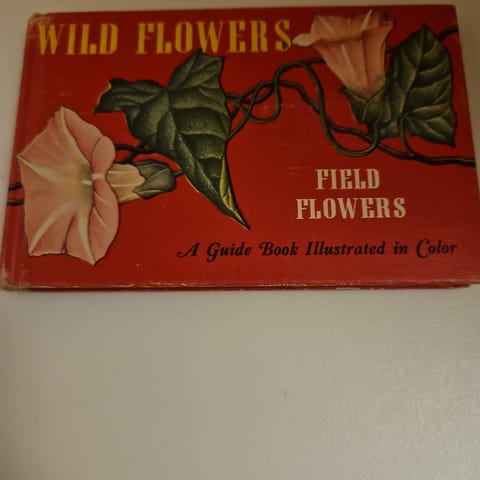 WILD FLOWERS
FIELD
FLOWERS
A Guide Book Illustrated in Color